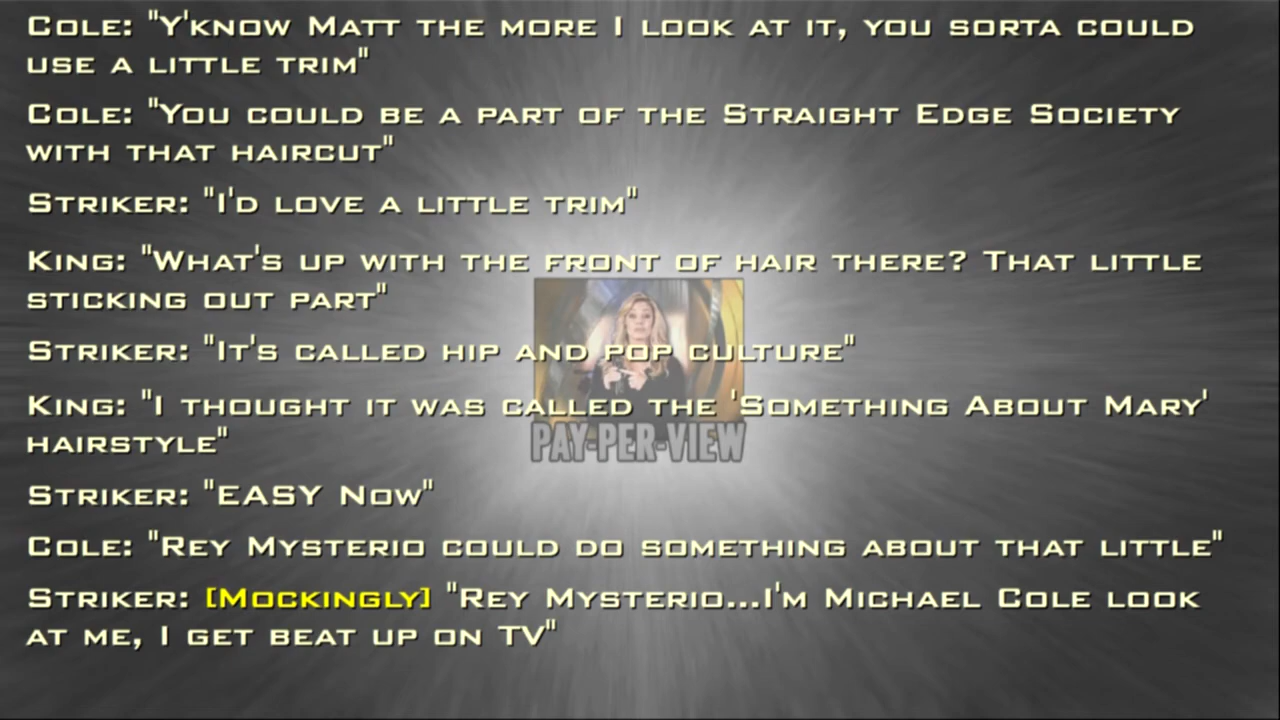 Cole: "Y'know Matt the more I look at it, you sorta could
use a little trim"
Cole: "You could be a part of the Straight Edge Society
with that haircut"
Striker: "I'd love a little trim"
King: "What's up with the front of hair there? That little
sticking out part"
Striker: "It's called hip and pop culture"
King: "I thought it was called the 'Something About Mary'
hairstyle"
Striker: "EASY Now"
Cole: "Rey Mysterio could do something about that little"
Striker: [Mockingly] "Rey Mysterio...I'm Michael Cole look
at me, I get beat up on TV"
PAY-PER-VIEW